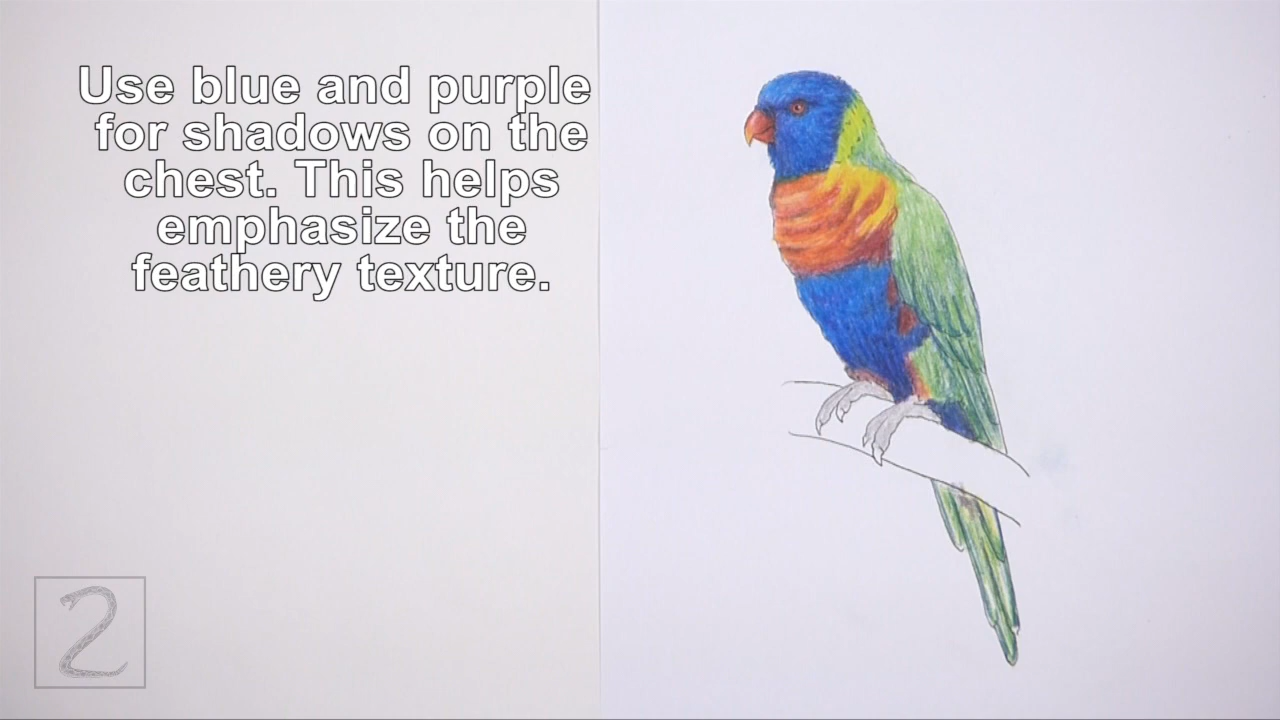 Use blue and purple
for shadows on the
chest. This helps
emphasize the
feathery texture.
2